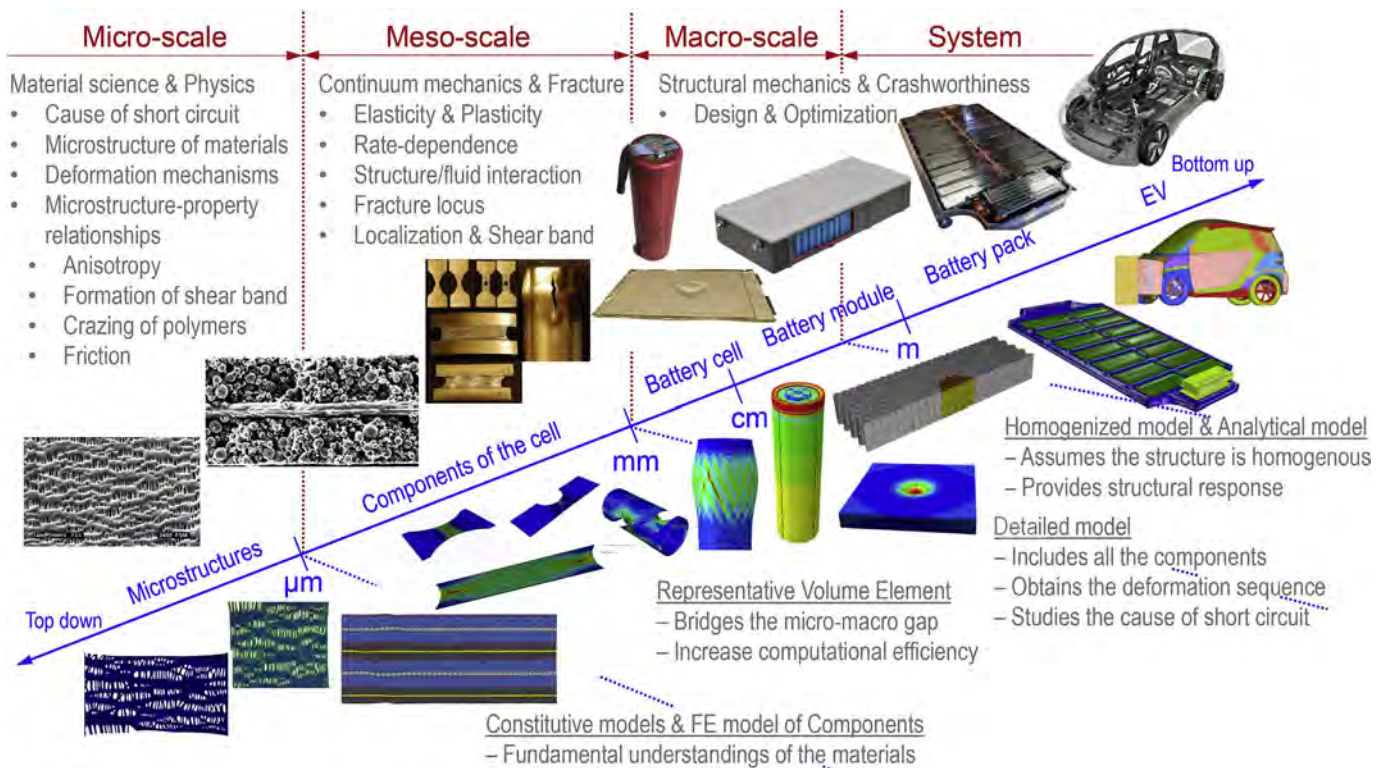 Micro-scale
Meso-scale
Macro-scale
System
Material science & Physics
• Cause of short circuit
• Microstructure of materials
• Deformation mechanisms
• Microstructure-property
relationships
• Anisotropy
• Formation of shear band
• Crazing of polymers
• Friction
Continuum mechanics & Fracture
• Elasticity & Plasticity
• Rate-dependence
• Structure/fluid interaction
• Fracture locus
• Localization & Shear band
Structural mechanics & Crashworthiness
• Design & Optimization
Bottom up
EV
Battery pack
Battery module
m
Battery cell
cm
mm
Components of the cell
µm
Microstructures
Top down
Homogenized model & Analytical model
– Assumes the structure is homogenous
– Provides structural response
Detailed model
– Includes all the components
– Obtains the deformation sequence
– Studies the cause of short circuit
Representative Volume Element
– Bridges the micro-macro gap
– Increase computational efficiency
Constitutive models & FE model of Components
– Fundamental understandings of the materials